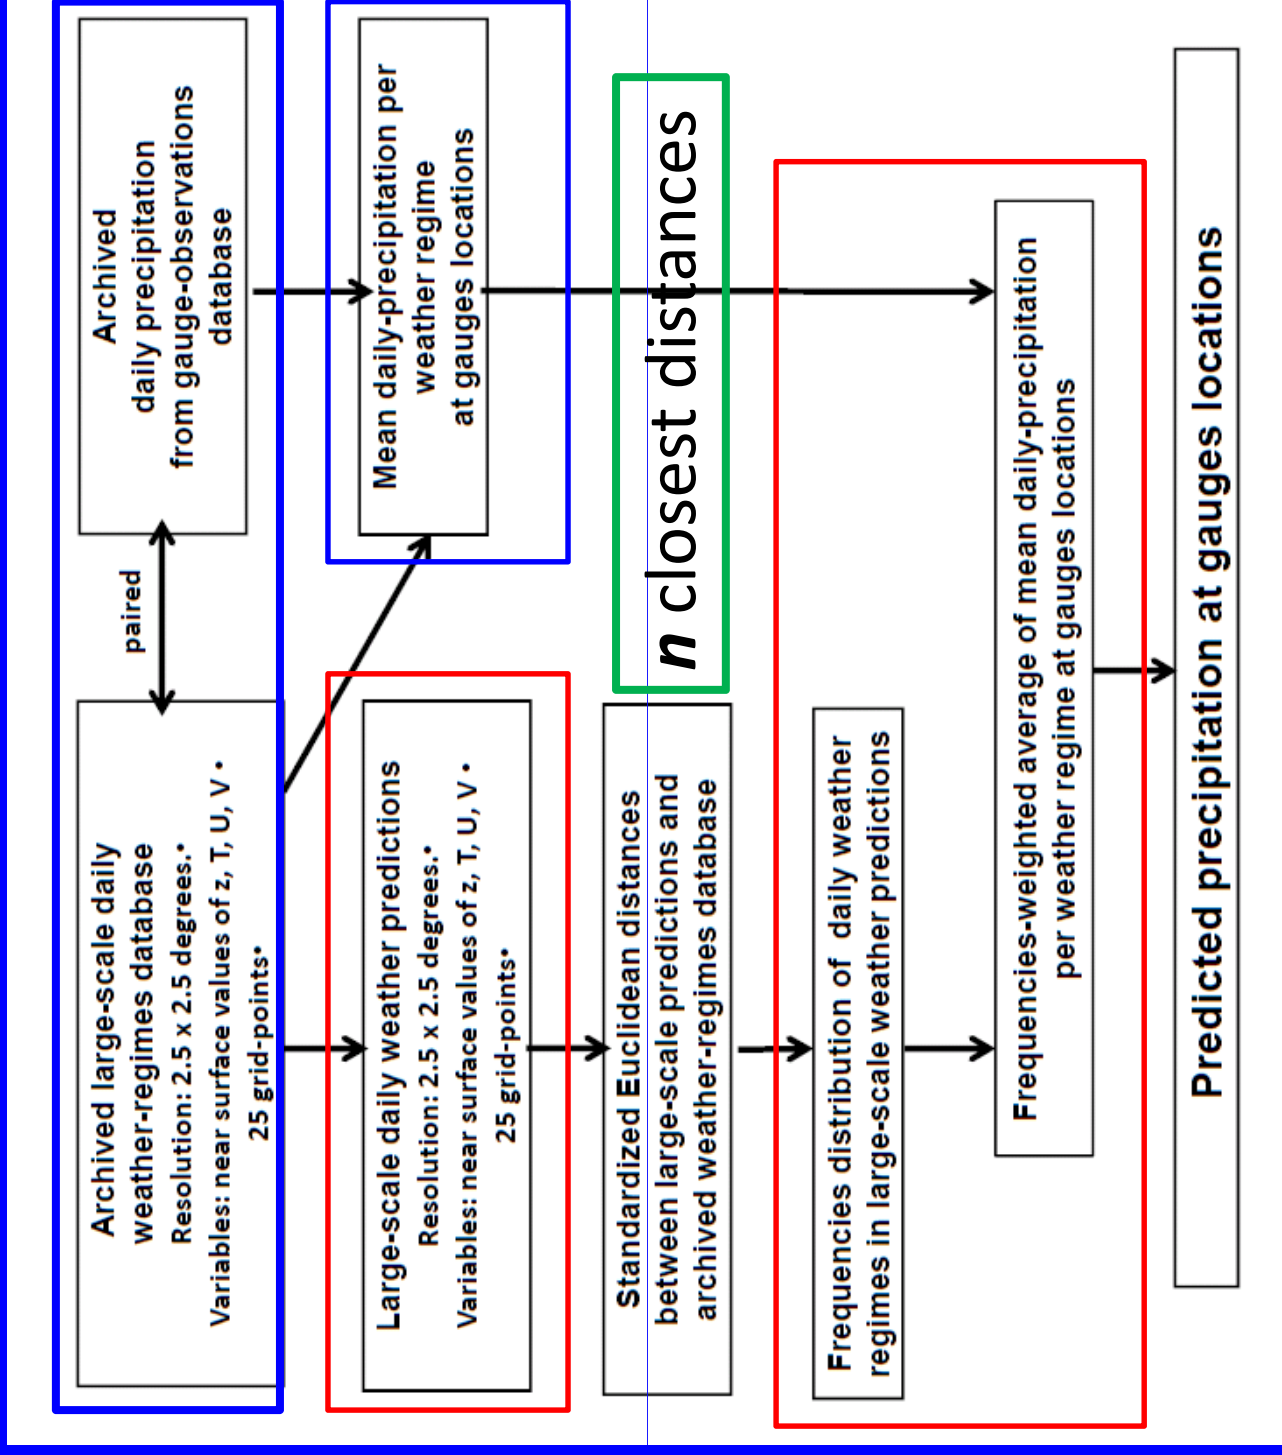 Archived large-scale daily
weather-regimes database
Resolution: 2.5 x 2.5 degrees.•
Variables: near surface values of z, T, U, V •
25 grid-points•
paired
Archived
daily precipitation
from gauge-observations
database
Large-scale daily weather predictions
Resolution: 2.5 x 2.5 degrees.•
Variables: near surface values of z, T, U, V •
25 grid-points•
Mean daily-precipitation per
weather regime
at gauges locations
Standardized Euclidean distances
between large-scale predictions and
archived weather-regimes database
n closest distances
Frequencies distribution of daily weather
regimes in large-scale weather predictions
Frequencies-weighted average of mean daily-precipitation
per weather regime at gauges locations
Predicted precipitation at gauges locations